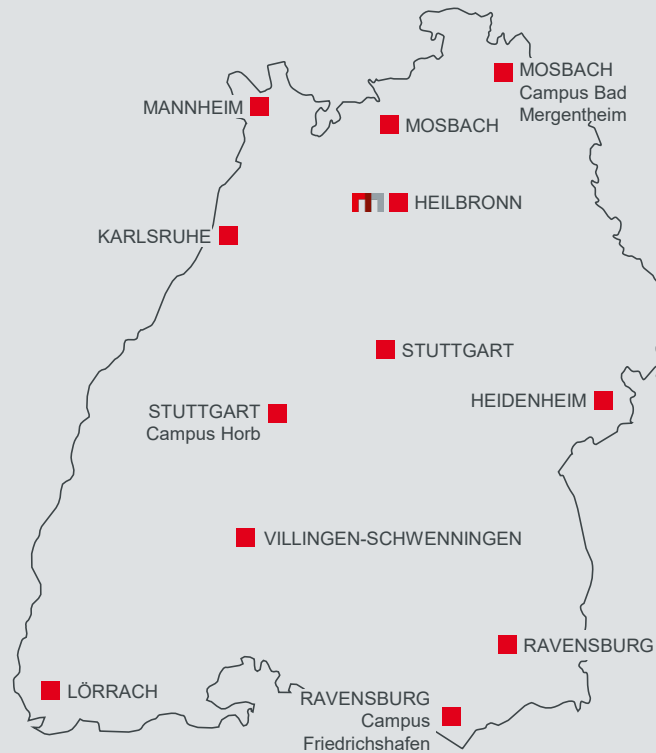 MOSBACH
Campus Bad
Mergentheim
MANNHEIM
MOSBACH
HEILBRONN
KARLSRUHE
STUTTGART
HEIDENHEIM
STUTTGART
Campus Horb
VILLINGEN-SCHWENNINGEN
RAVENSBURG
LÖRRACH
RAVENSBURG
Campus
Friedrichshafen